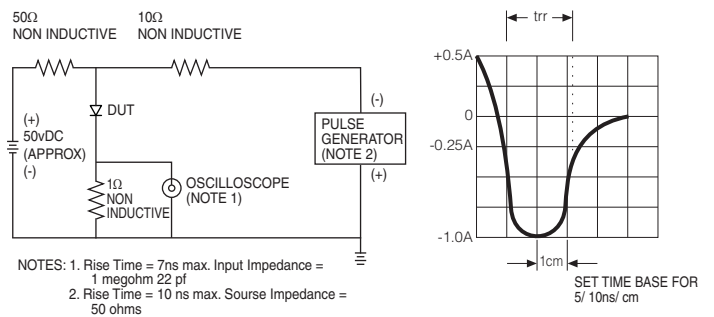 50Ω
NON INDUCTIVE
10Ω
NON INDUCTIVE
(+)
50vDC
(APPROX)
(-)
DUT
1Ω
NON
INDUCTIVE
OSCILLOSCOPE
(NOTE 1)
(-)
PULSE
GENERATOR
(NOTE 2)
(+)
NOTES: 1. Rise Time = 7ns max. Input Impedance =
1 megohm 22 pf
2. Rise Time = 10 ns max. Sourse Impedance =
50 ohms
trr
+0.5A
0
-0.25A
-1.0A
1cm
SET TIME BASE FOR
5/ 10ns/ cm